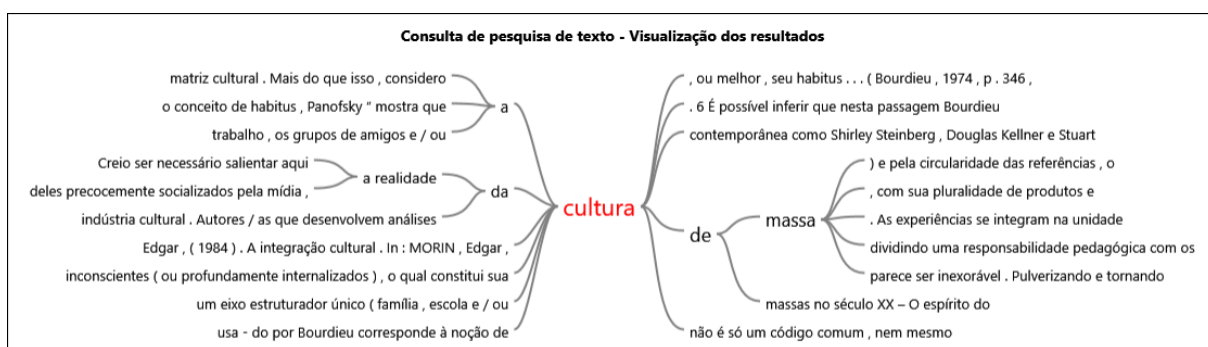 Consulta de pesquisa de texto - Visualização dos resultados
matriz cultural . Mais do que isso , considero
o conceito de habitus , Panofsky “ mostra que
trabalho , os grupos de amigos e / ou
a
Creio ser necessário salientar aqui
deles precocemente socializados pela mídia ,
a realidade
indústria cultural . Autores / as que desenvolvem análises
da
Edgar , ( 1984 ) . A integração cultural . In : MORIN , Edgar ,
inconscientes ( ou profundamente internalizados ) , o qual constitui sua
um eixo estruturador único ( família , escola e / ou
usa - do por Bourdieu corresponde à noção de
cultura
, ou melhor , seu habitus . . . ( Bourdieu , 1974 , p . 346 ,
. 6 É possível inferir que nesta passagem Bourdieu
contemporânea como Shirley Steinberg , Douglas Kellner e Stuart
de
massa
) e pela circularidade das referências , o
, com sua pluralidade de produtos e
. As experiências se integram na unidade
dividindo uma responsabilidade pedagógica com os
parece ser inexorável . Pulverizando e tornando
massas no século XX – O espírito do
não é só um código comum , nem mesmo